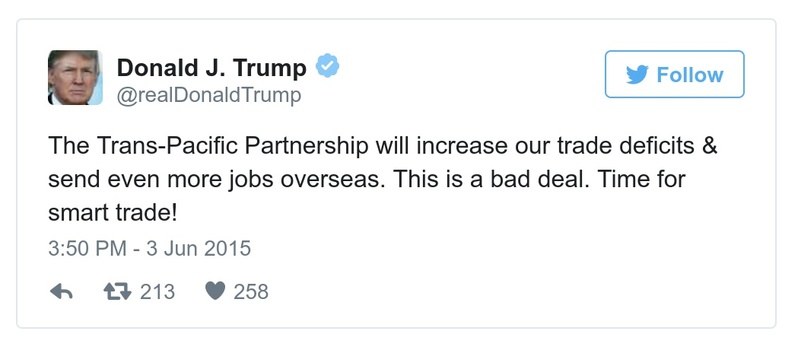 Donald J. Trump
@realDonaldTrump
Follow
The Trans-Pacific Partnership will increase our trade deficits &
send even more jobs overseas. This is a bad deal. Time for
smart trade!
3:50 PM - 3 Jun 2015
213 258